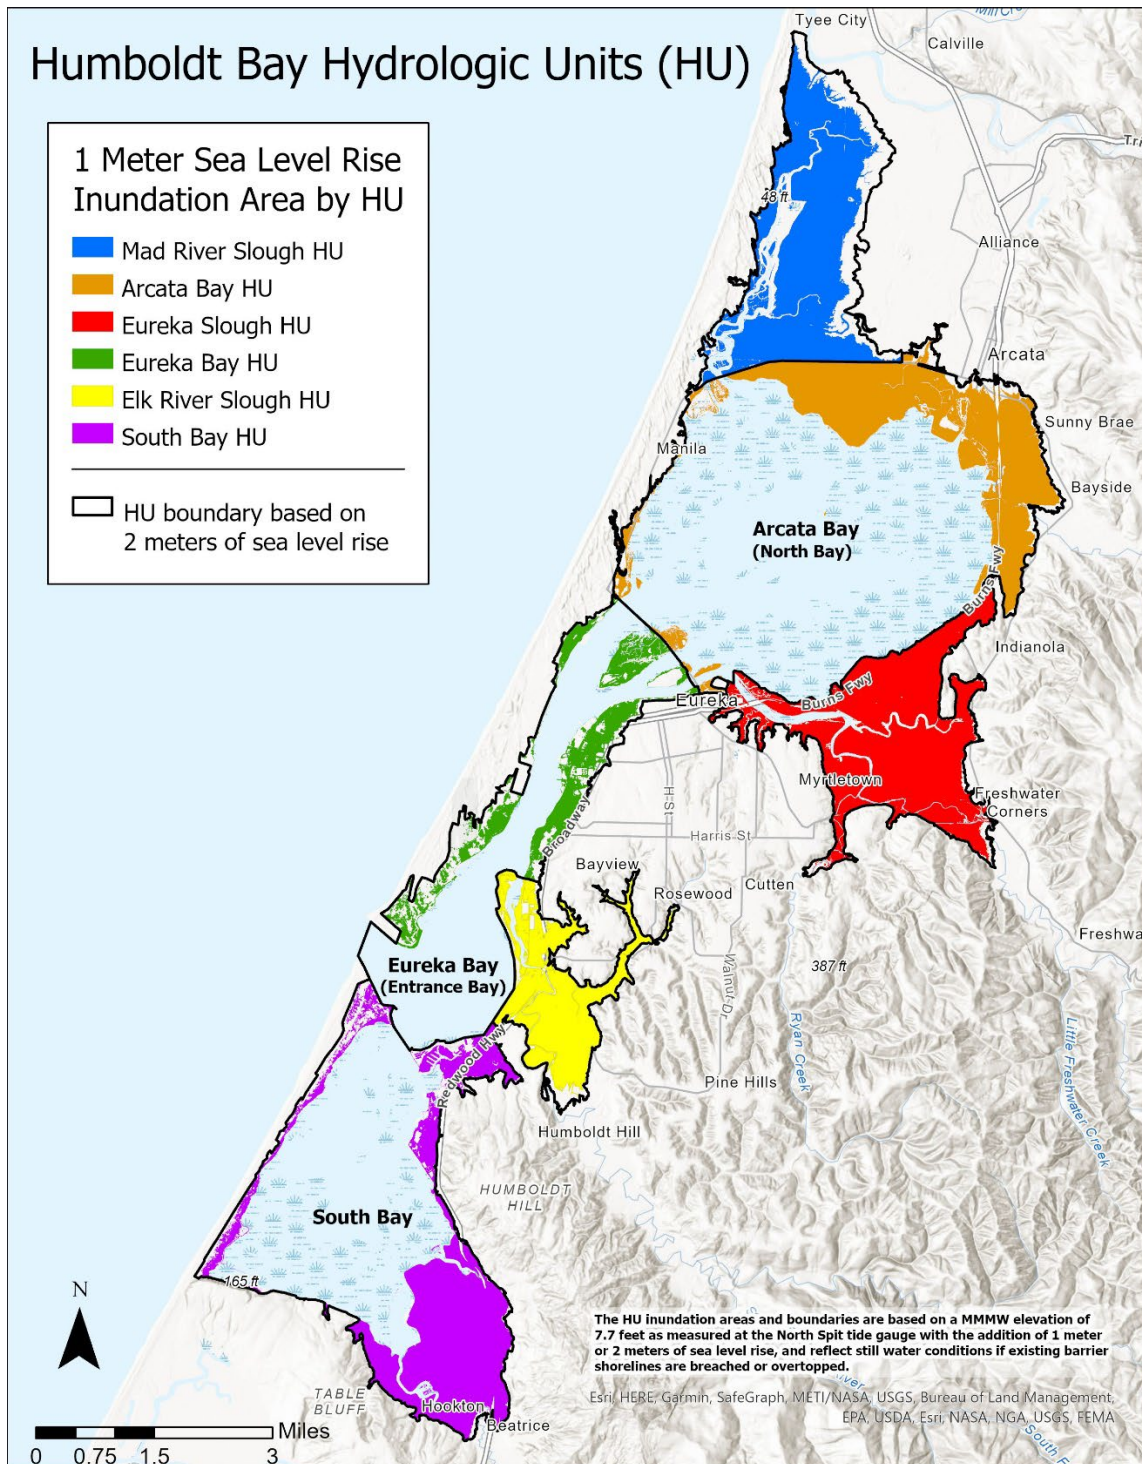 Humboldt Bay Hydrologic Units (HU)
1 Meter Sea Level Rise
Inundation Area by HU
Mad River Slough HU
Arcata Bay HU
Eureka Slough HU
Eureka Bay HU
Elk River Slough HU
South Bay HU
HU boundary based on
2 meters of sea level rise
Tyee City
Calville
48 ft
Alliance
Arcata
Sunny Brae
Manila
Bayside
Arcata Bay
(North Bay)
Burns Fwy
Indianola
Eureka
Burns Fwy
Myrtletown
Freshwater
Corners
H St
Harris St
Broadway
Bayview
Rosewood
Cutten
Freshwa
Eureka Bay
(Entrance Bay)
387 ft
Walnut Dr
Ryan Creek
Little Freshwater Creek
Redwood Hwy
Pine Hills
Humboldt Hill
HUMBOLDT
HILL
South Bay
165 ft
N
TABLE
BLUFF
Hookton
Beatrice
The HU inundation areas and boundaries are based on a MMMW elevation of
7.7 feet as measured at the North Spit tide gauge with the addition of 1 meter
or 2 meters of sea level rise, and reflect still water conditions if existing barrier
shorelines are breached or overtopped.
Esri, HERE, Garmin, SafeGraph, METI/NASA, USGS, Bureau of Land Management,
EPA, USDA, Esri, NASA, NGA, USGS, FEMA
River
South F
Miles
0 0.75 1.5 3